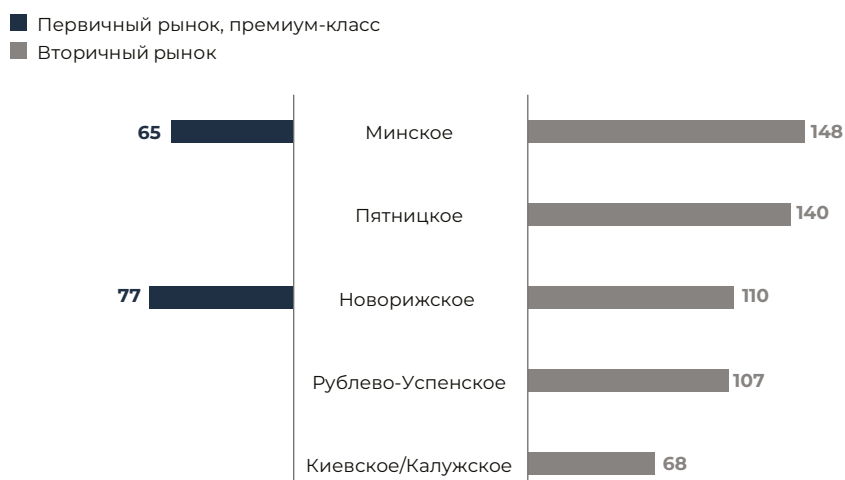 Первичный рынок, премиум-класс
Вторичный рынок
65 Минское 148
Пятницкое 140
77 Новорижское 110
Рублево-Успенское 107
Киевское/Калужское 68